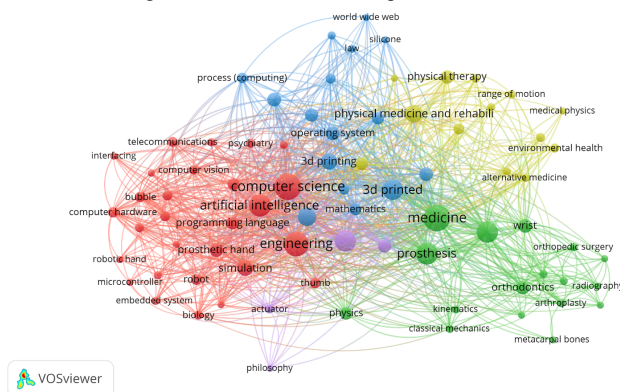 world wide web
silicone
law
process (computing)
physical therapy
range of motion
physical medicine and rehabili
medical physics
operating system
telecommunications
psychiatry
environmental health
interfacing
3d printing
computer vision
alternative medicine
computer science
3d printed
bubble
artificial intelligence
mathematics
computer hardware
medicine
programming language
wrist
engineering
prosthetic hand
orthopedic surgery
robotic hand
prosthesis
simulation
robot
microcontroller
thumb
orthodontics
radiography
embedded system
arthroplasty
actuator
kinematics
biology
physics
classical mechanics
metacarpal bones
philosophy
VOSviewer